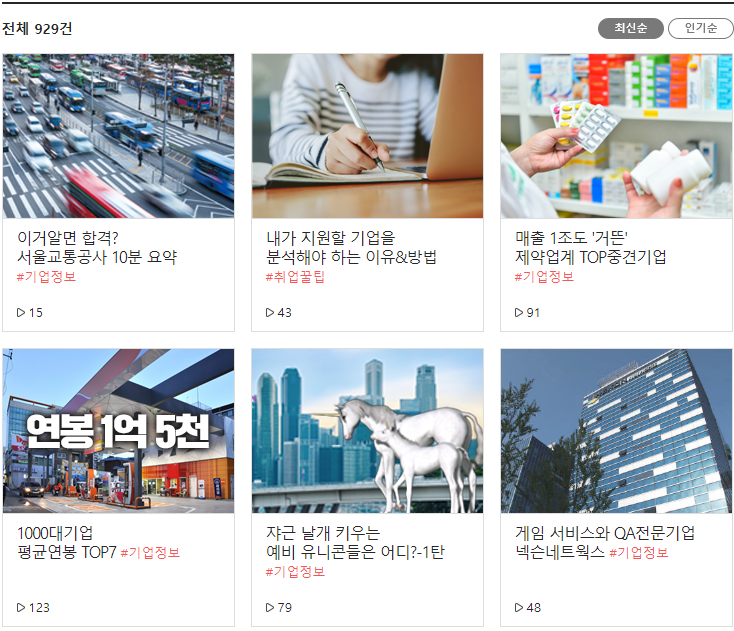 전체 929건
최신순 인기순
이거알면 합격?
서울교통공사 10분 요약
#기업정보
15
내가 지원할 기업을
분석해야 하는 이유&방법
#취업꿀팁
43
매출 1조도 '거뜬'
제약업계 TOP중견기업
#기업정보
91
연봉 1억 5천
1000대기업
평균연봉 TOP7 #기업정보
123
쟈근 날개 키우는
예비 유니콘들은 어디?-1탄
#기업정보
79
게임 서비스와 QA전문기업
넥슨네트웍스 #기업정보
48